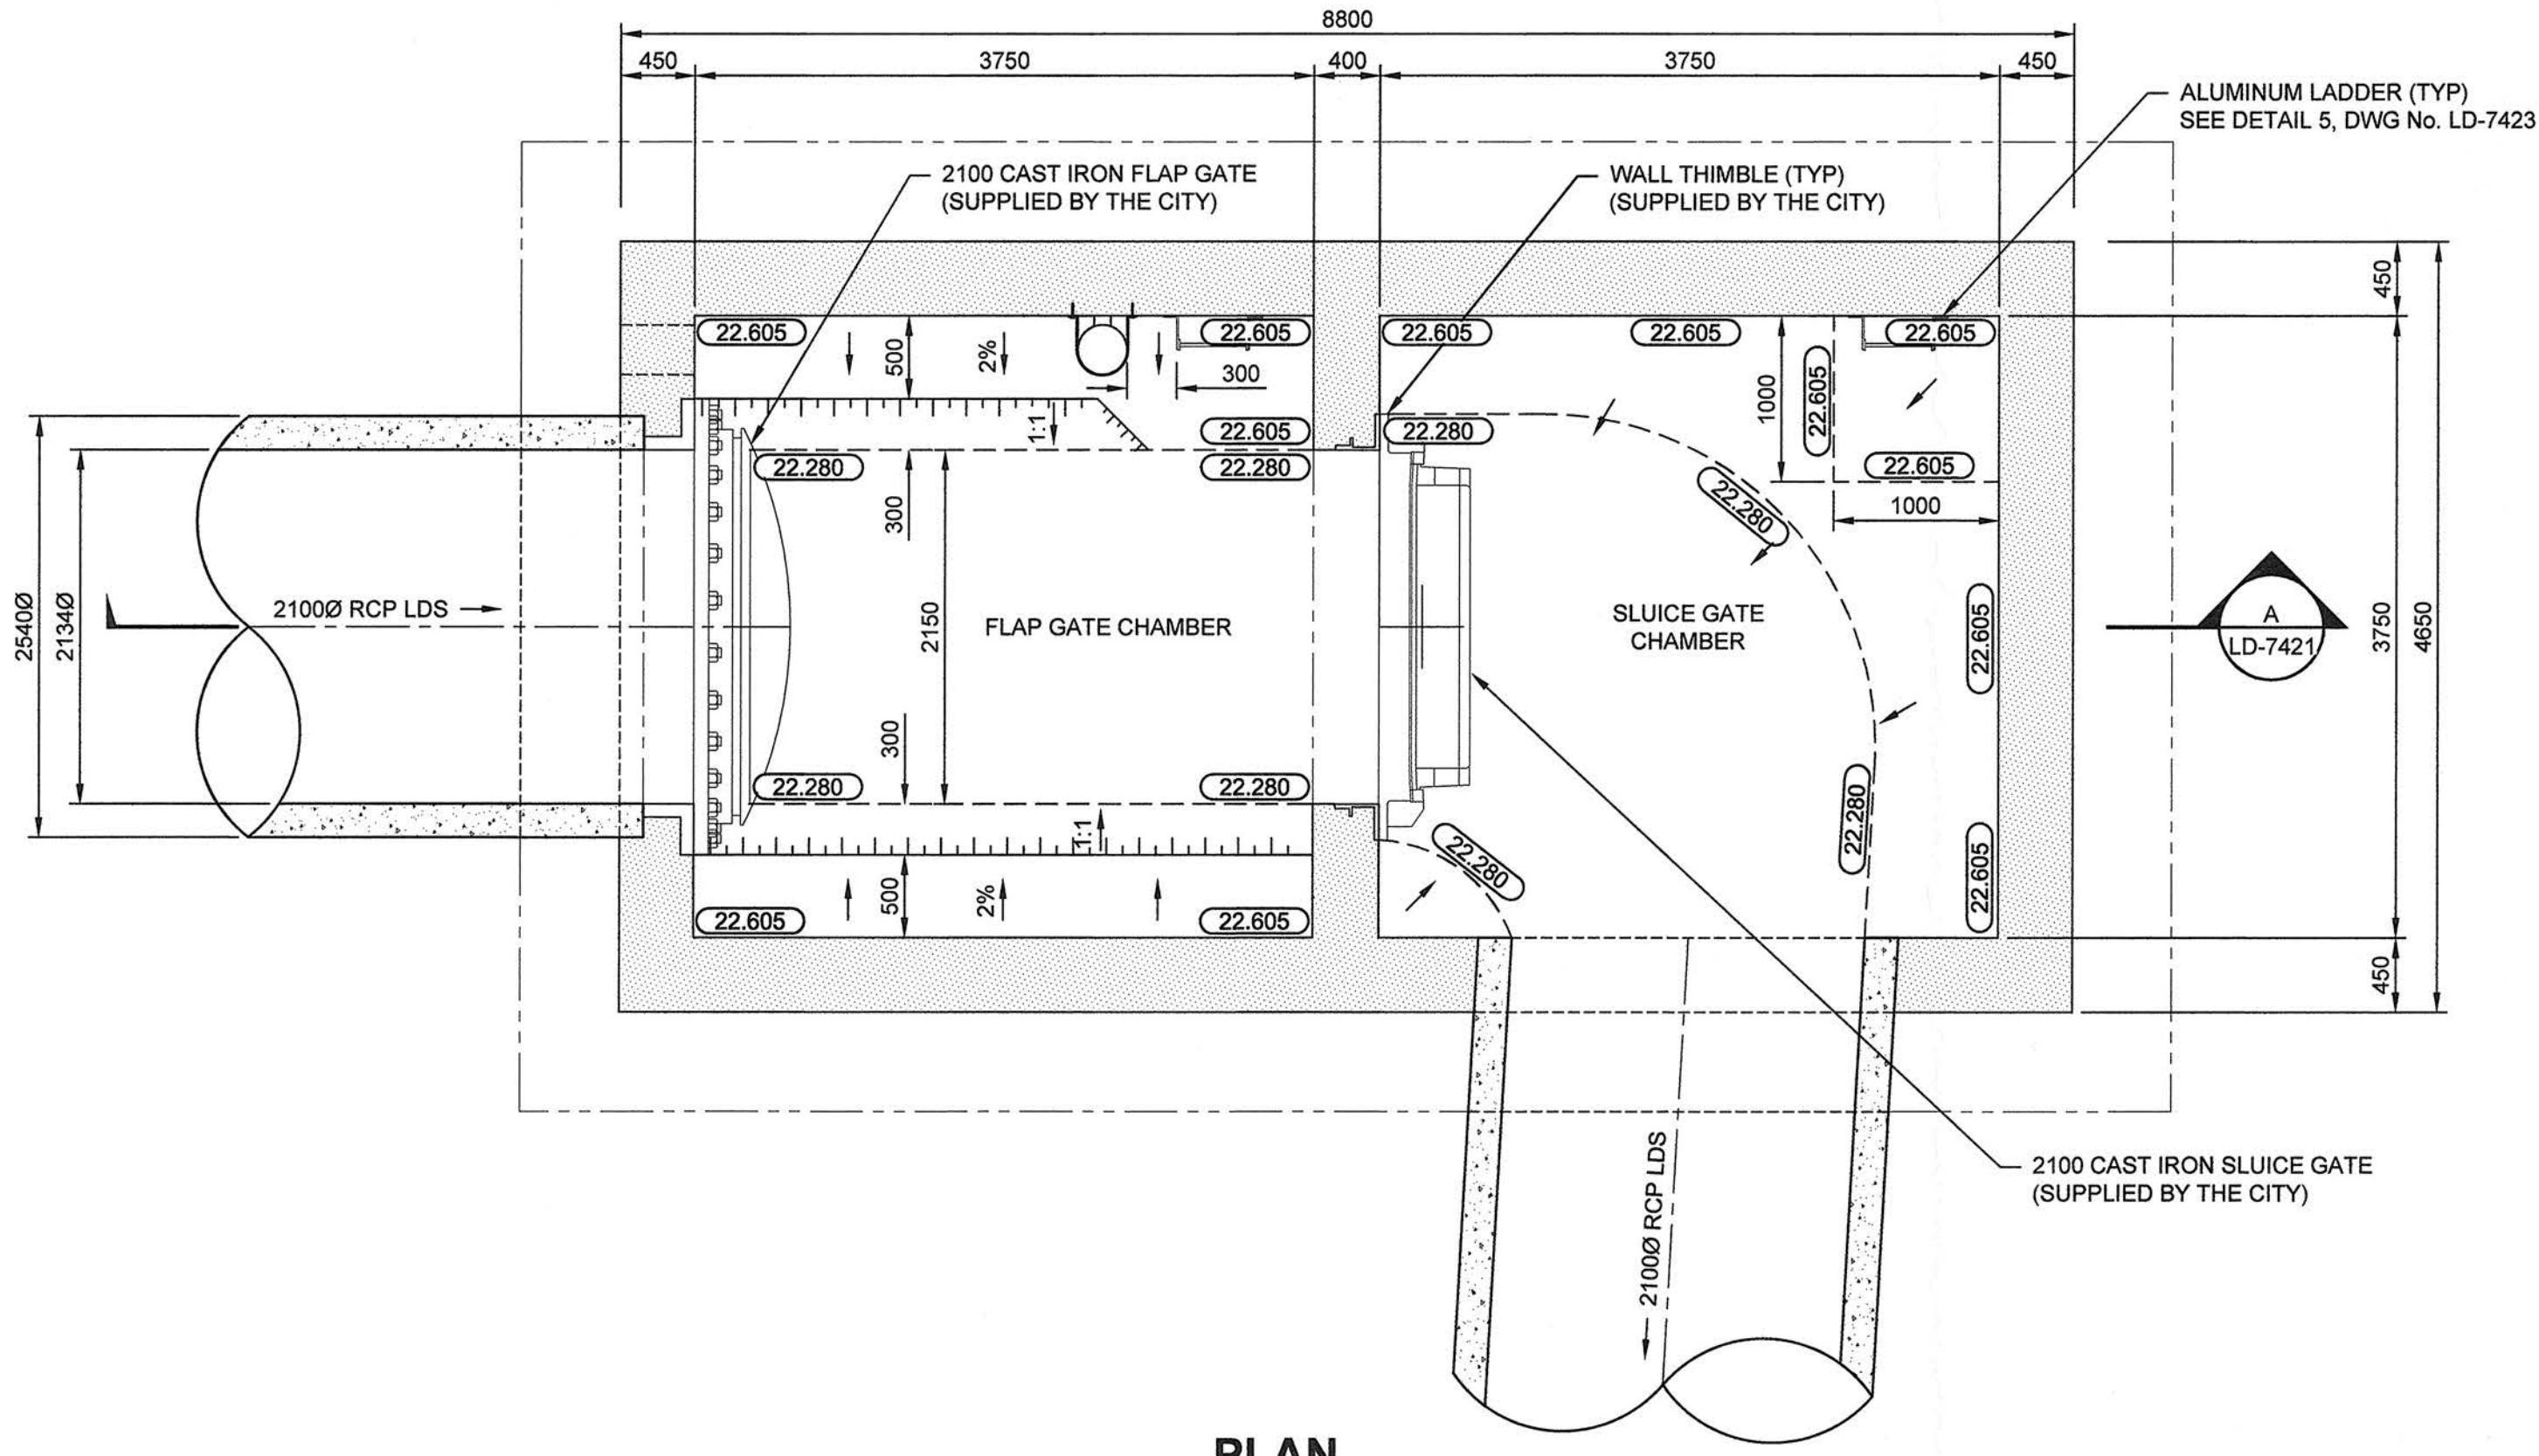 8800
450
3750
400
3750
450
ALUMINUM LADDER (TYP)
SEE DETAIL 5, DWG No. LD-7423
2100 CAST IRON FLAP GATE
(SUPPLIED BY THE CITY)
WALL THIMBLE (TYP)
(SUPPLIED BY THE CITY)
450
22.605
500
2%
22.605
300
22.605
22.605
22.605
1000
22.605
22.605
1000
1:1
22.605
22.280
22.280
22.280
22.280
300
22.280
2540Ø
2134Ø
2100Ø RCP LDS
2150
FLAP GATE CHAMBER
SLUICE GATE
CHAMBER
22.605
A
LD-7421
3750
4650
300
22.280
22.280
1:1
22.280
22.280
22.605
22.605
500
2%
22.605
450
2100Ø RCP LDS
2100 CAST IRON SLUICE GATE
(SUPPLIED BY THE CITY)
PLAN